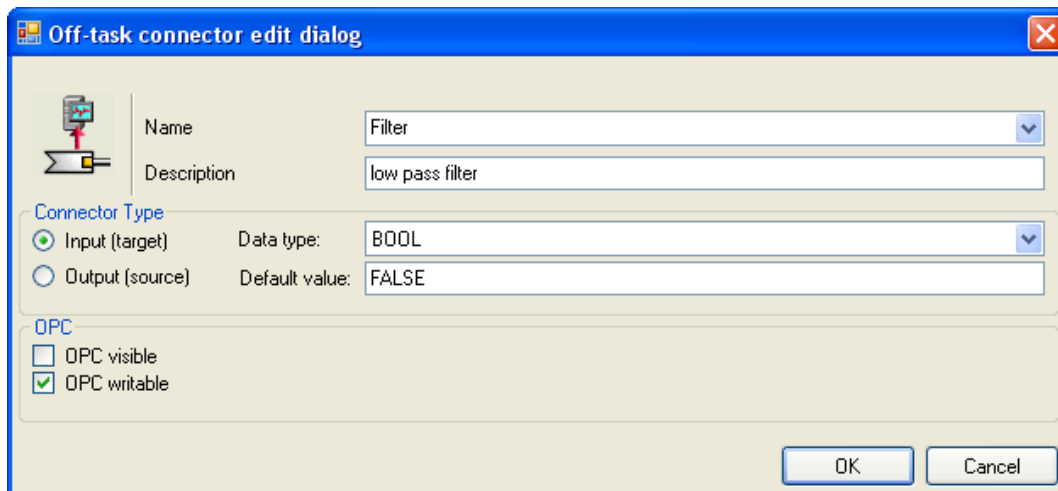 Off-task connector edit dialog
Name
Filter
Description
low pass filter
Connector Type
Input (target)
Data type:
BOOL
Output (source)
Default value:
FALSE
OPC
OPC visible
OPC writable
OK
Cancel